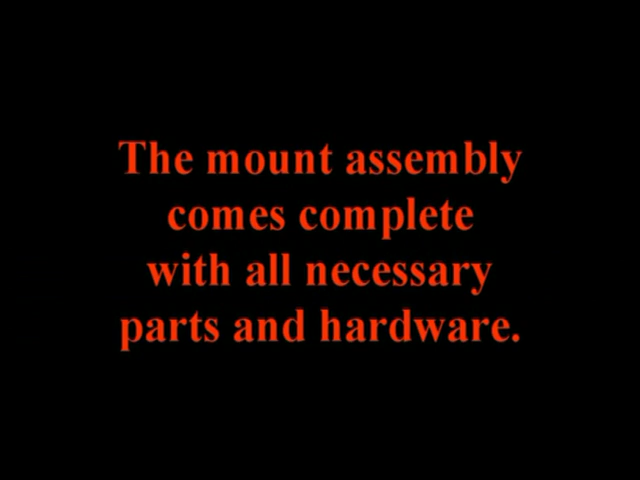 The mount assembly
comes complete
with all necessary
parts and hardware.